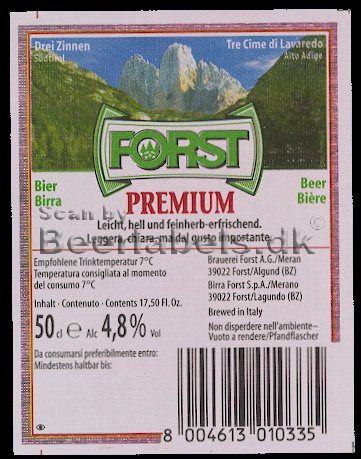 Drei Zinnen
Südtirol
Tre Cime di Lavaredo
Alto Adige
FORST
Bier
Birra
Beer
Bière
PREMIUM
Leicht, hell und feinherb-erfrischend.
Leggera, chiara ma dal gusto importante.
Scan by
Beerlabels.dk
©
Empfohlene Trinktemperatur 7°C
Temperatura consigliata al momento
del consumo 7°C
Inhalt · Contenuto · Contents 17,50 Fl. Oz.
50 cl e Alc 4,8% Vol
Da consumarsi preferibilmente entro:
Mindestens haltbar bis:
Brauerei Forst A.G./Meran
39022 Forst/Algund (BZ)
Birra Forst S.p.A./Merano
39022 Forst/Lagundo (BZ)
Brewed in Italy
Non disperdere nell'ambiente–
Vuoto a rendere/Pfandflascher
8 004613 010335